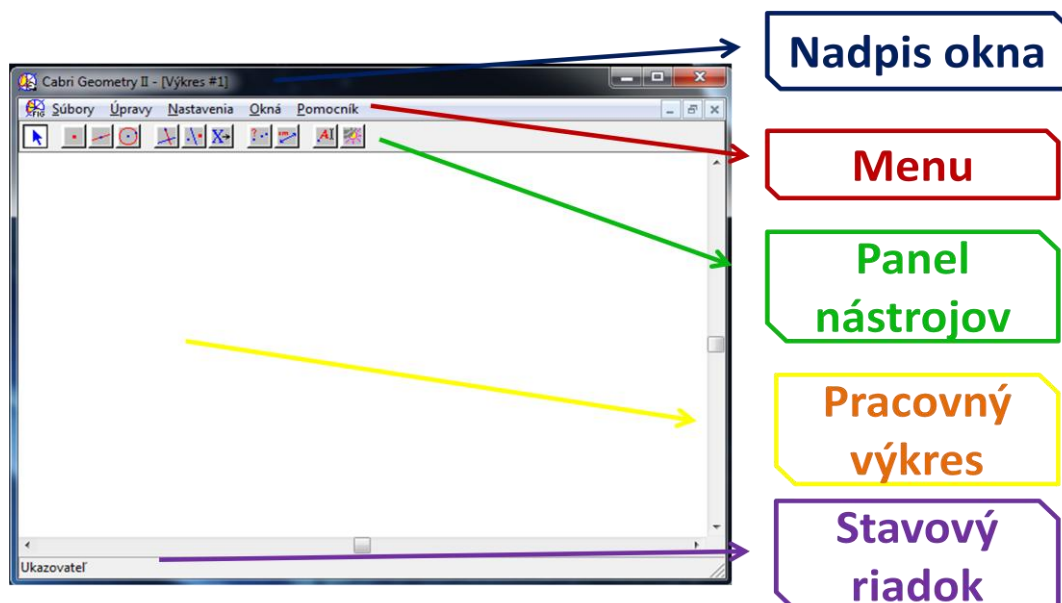 Nadpis okna
Cabri Geometry II - [Výkres #1]
Súbory Úpravy Nastavenia Okná Pomocník
Menu
Panel
nástrojov
Pracovný
výkres
Stavový
riadok
Ukazovateľ